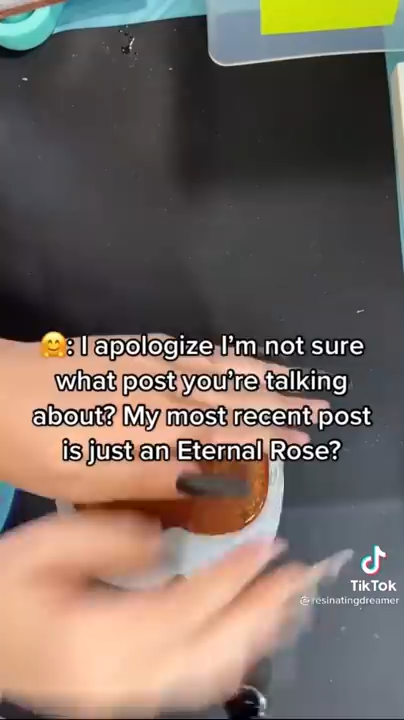 🤗: I apologize I'm not sure
what post you're talking
about? My most recent post
is just an Eternal Rose?
TikTok
@resinatingdreamer